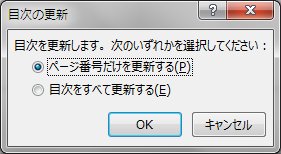 目次の更新
目次を更新します。次のいずれかを選択してください：
ページ番号だけを更新する(P)
目次をすべて更新する(E)
OK
キャンセル